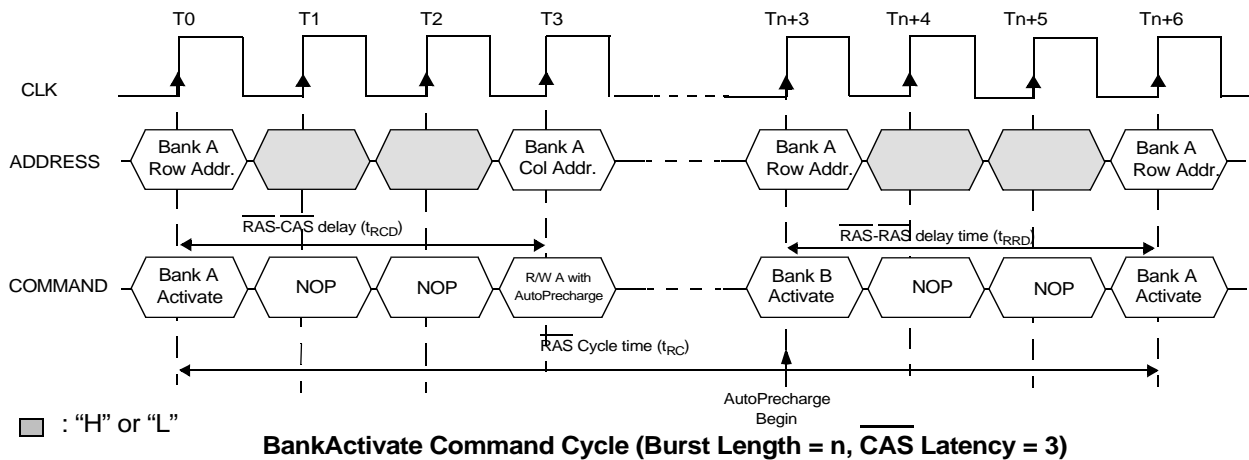 T0 T1 T2 T3 Tn+3 Tn+4 Tn+5 Tn+6
CLK
ADDRESS
Bank A
Row Addr.
Bank A
Col Addr.
Bank A
Row Addr.
Bank A
Row Addr.
RAS-CAS delay (tRCD)
RAS-RAS delay time (tRRD)
COMMAND
Bank A
Activate
NOP
NOP
R/W A with
AutoPrecharge
Bank B
Activate
NOP
NOP
Bank A
Activate
RAS Cycle time (tRC)
AutoPrecharge
Begin
: “H” or “L”
BankActivate Command Cycle (Burst Length = n, CAS Latency = 3)